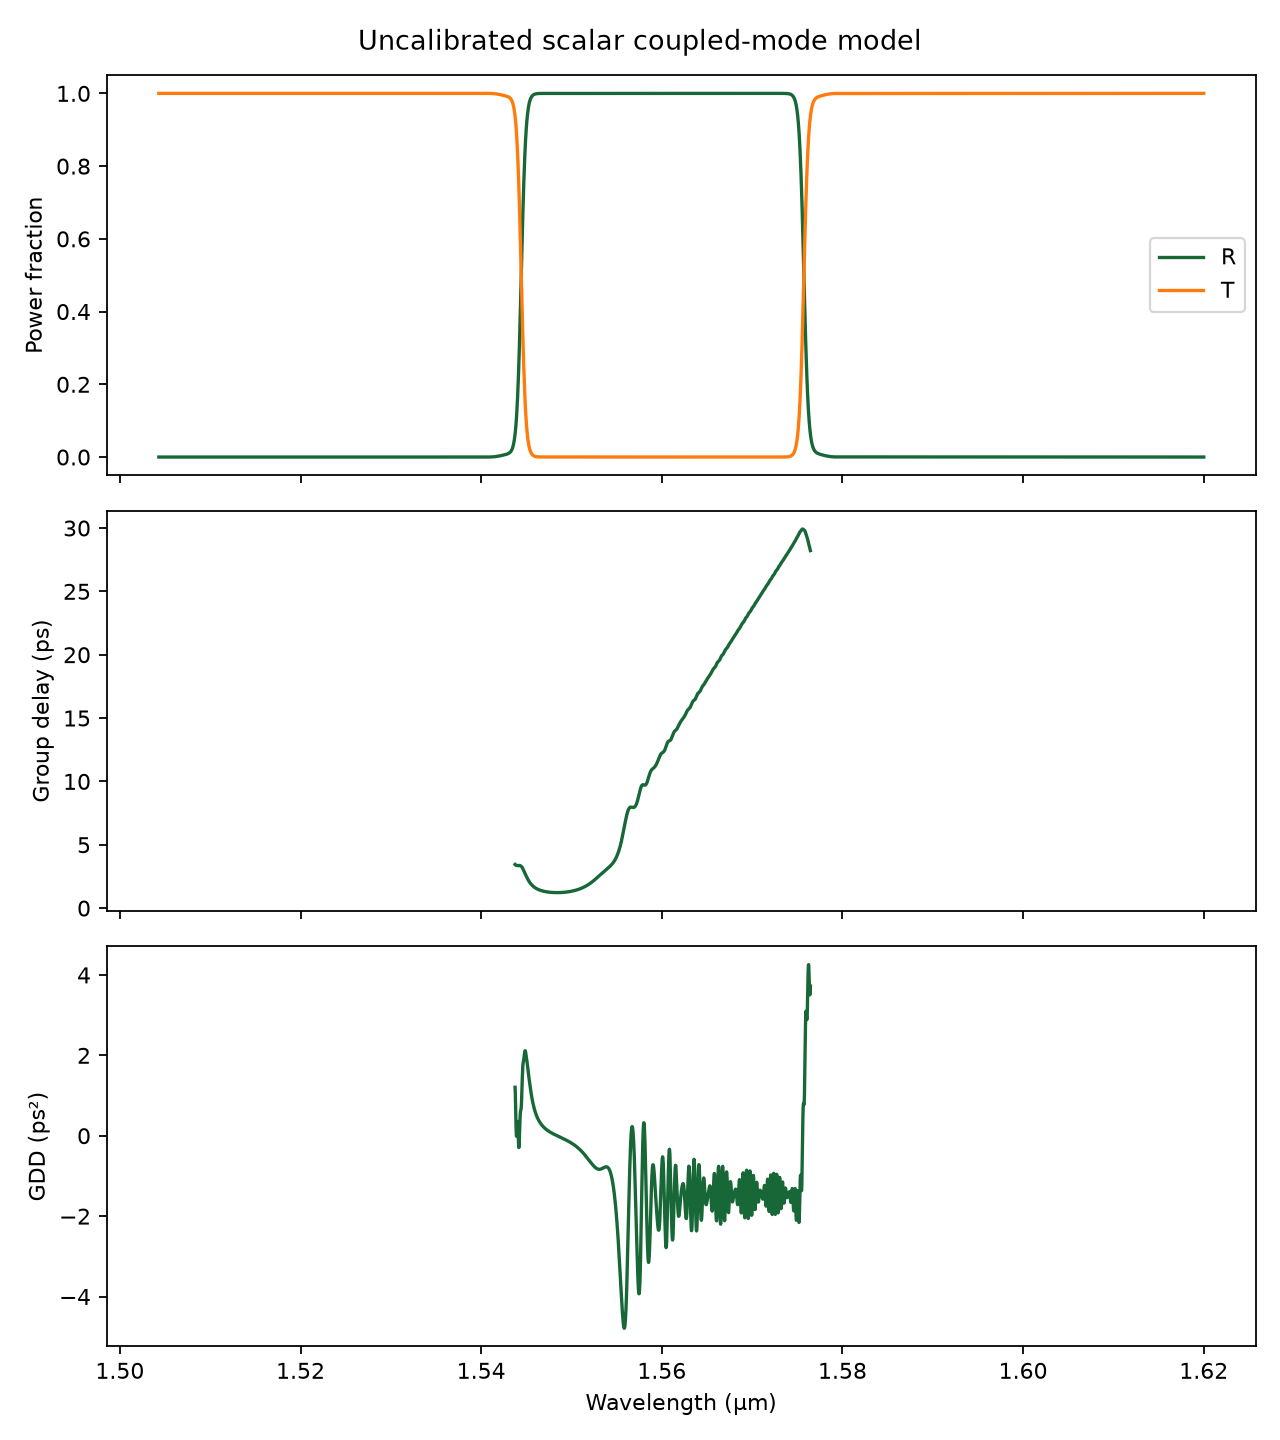 Uncalibrated scalar coupled-mode model
1.0
0.8
0.6
0.4
0.2
0.0
Power fraction
R
T
30
25
20
15
10
5
0
Group delay (ps)
4
2
0
−2
−4
GDD (ps²)
1.50 1.52 1.54 1.56 1.58 1.60 1.62
Wavelength (μm)